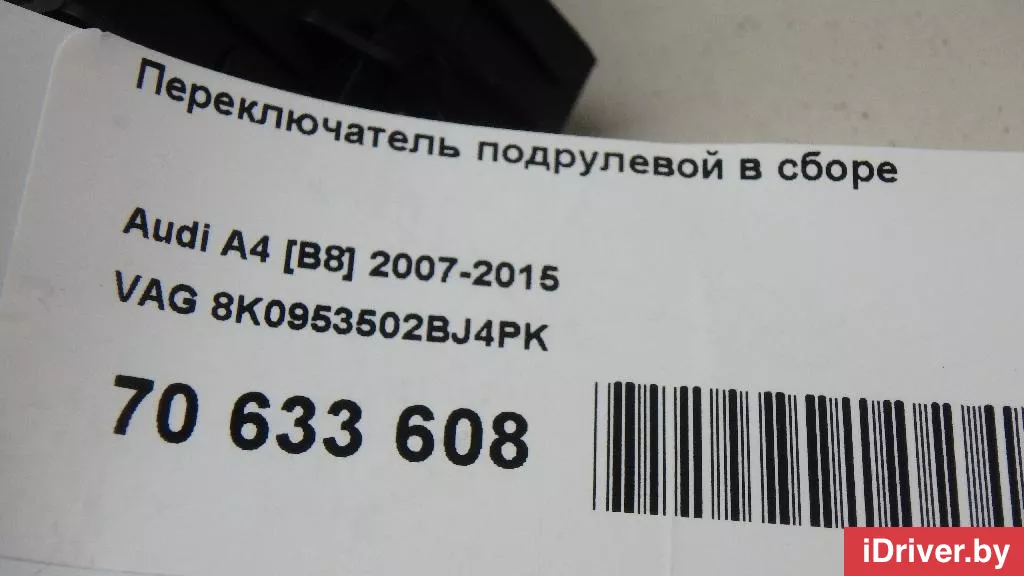 Переключатель подрулевой в сборе
Audi A4 [B8] 2007-2015
VAG 8K0953502BJ4PK
70 633 608
iDriver.by